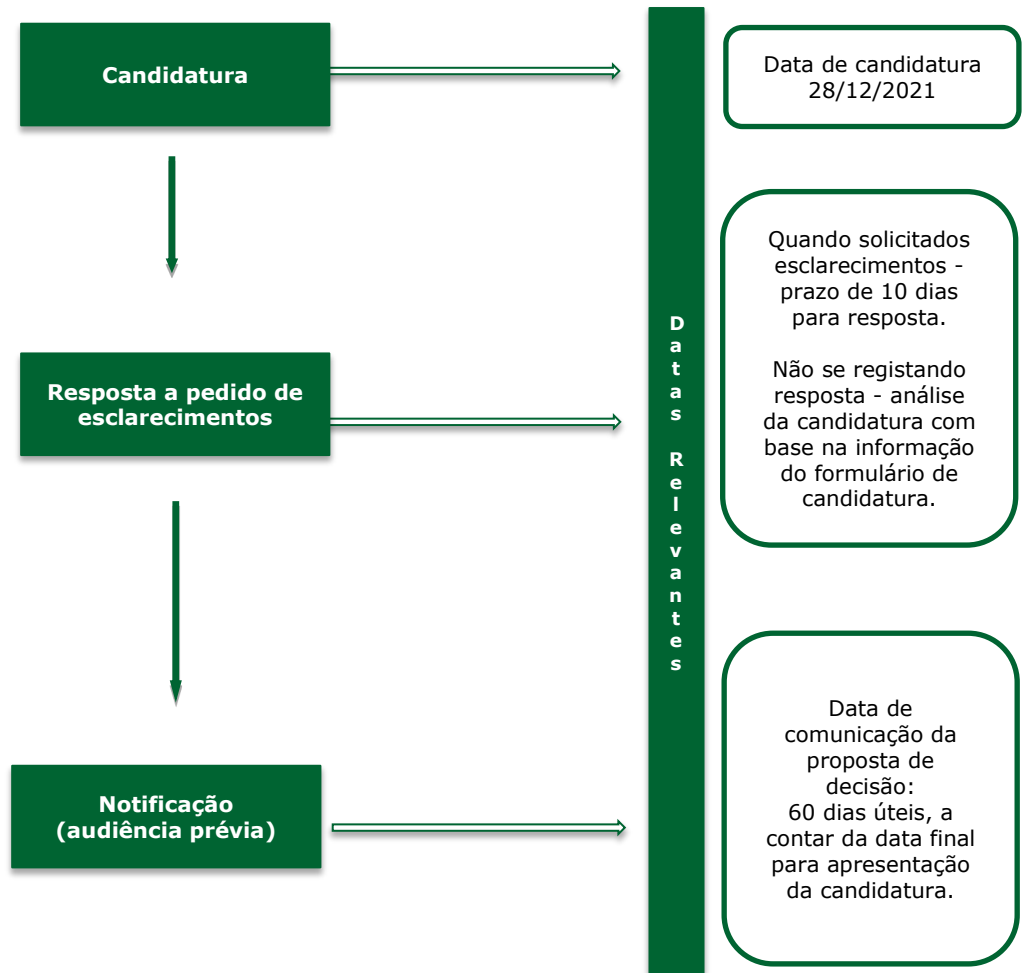 Candidatura
Data de candidatura
28/12/2021
Quando solicitados
esclarecimentos -
prazo de 10 dias
para resposta.
Não se registando
resposta - análise
da candidatura com
base na informação
do formulário de
candidatura.
Resposta a pedido de
esclarecimentos
Datas Relevantes
Notificação
(audiência prévia)
Data de
comunicação da
proposta de
decisão:
60 dias úteis, a
contar da data final
para apresentação
da candidatura.